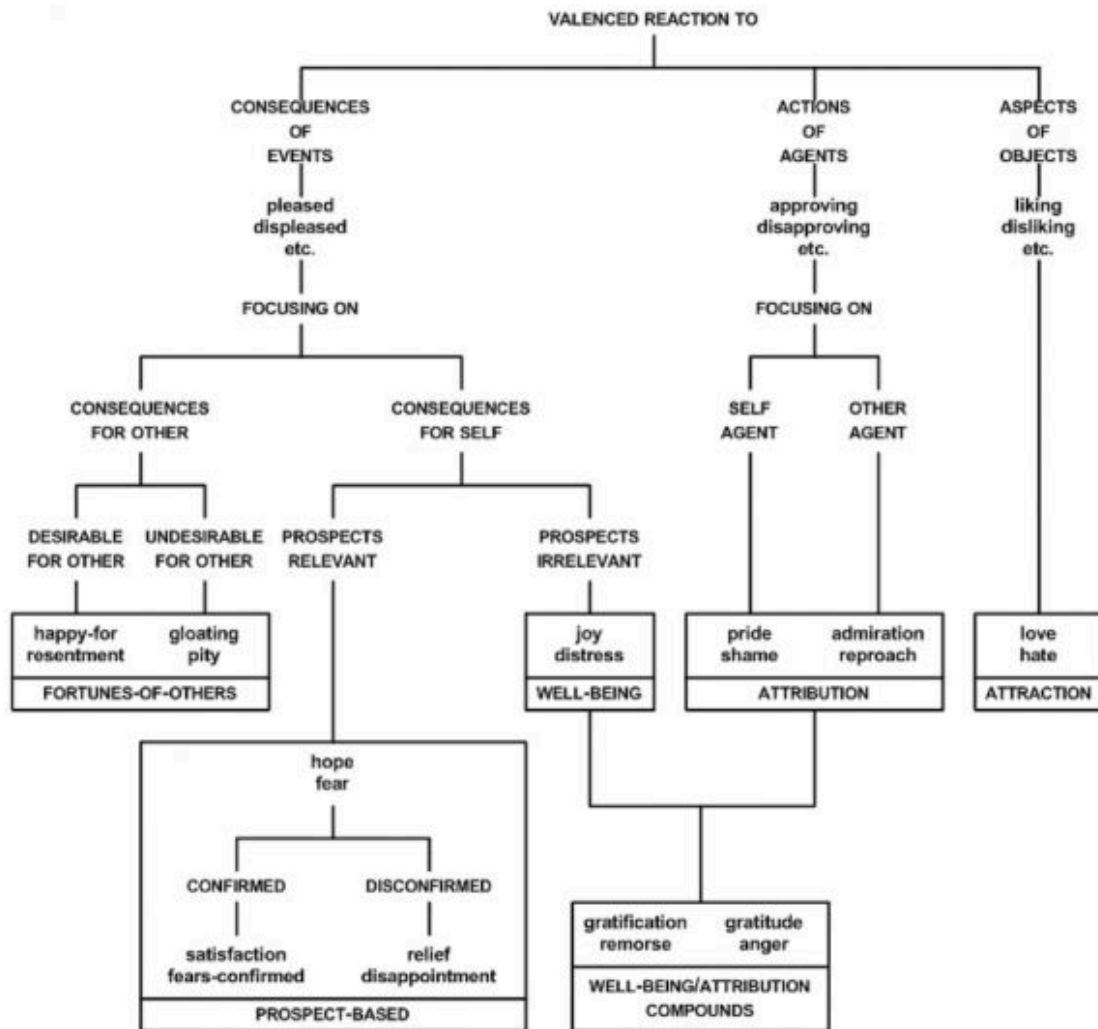 VALENCED REACTION TO
CONSEQUENCES
OF
EVENTS
ACTIONS
OF
AGENTS
ASPECTS
OF
OBJECTS
pleased
displeased
etc.
approving
disapproving
etc.
liking
disliking
etc.
FOCUSING ON
FOCUSING ON
CONSEQUENCES
FOR OTHER
CONSEQUENCES
FOR SELF
SELF
AGENT
OTHER
AGENT
DESIRABLE
FOR OTHER
UNDESIRABLE
FOR OTHER
PROSPECTS
RELEVANT
PROSPECTS
IRRELEVANT
happy-for
resentment
gloating
pity
FORTUNES-OF-OTHERS
joy
distress
WELL-BEING
pride
shame
admiration
reproach
ATTRIBUTION
love
hate
ATTRACTION
hope
fear
CONFIRMED
DISCONFIRMED
satisfaction
fears-confirmed
relief
disappointment
PROSPECT-BASED
gratification
remorse
gratitude
anger
WELL-BEING/ATTRIBUTION
COMPOUNDS